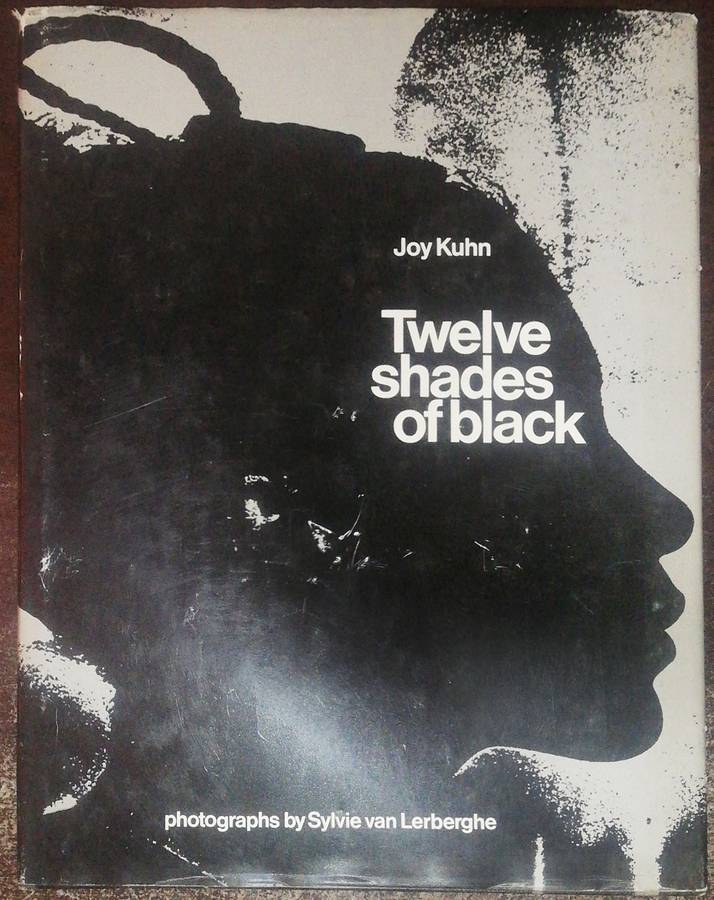 Joy Kuhn
Twelve
shades
of black
photographs by Sylvie van Lerberghe